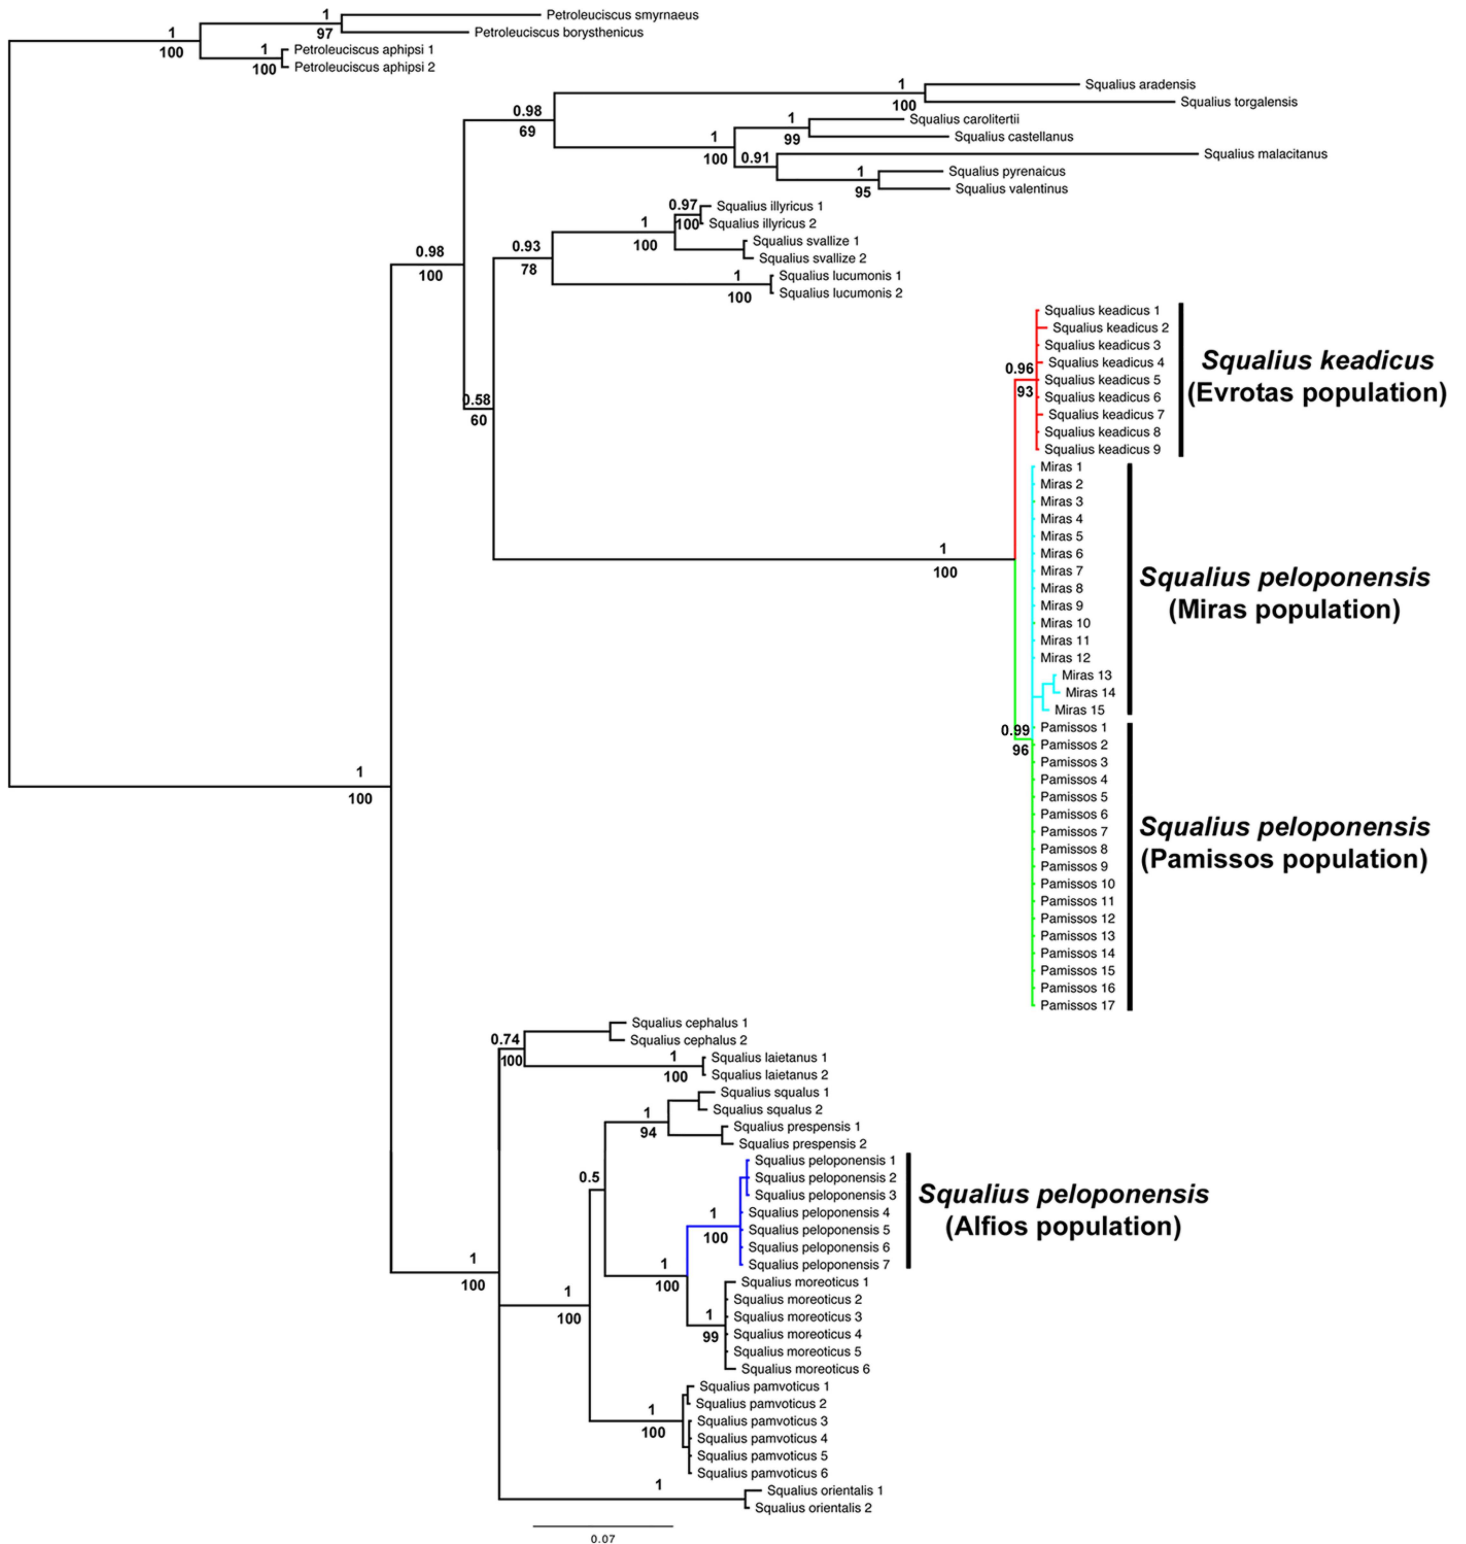 1
97
Petroleuciscus smyrnaeus
Petroleuciscus borysthenicus
1
100
1
100
Petroleuciscus aphipsi 1
Petroleuciscus aphipsi 2
Squalius aradensis
1
100
Squalius torgalensis
0.98
69
1
99
Squalius carolitertii
Squalius castellanus
1
100
0.91
Squalius malacitanus
1
95
Squalius pyrenaicus
Squalius valentinus
0.97
100
Squalius illyricus 1
Squalius illyricus 2
1
100
Squalius svallize 1
Squalius svallize 2
0.93
78
0.98
100
1
100
Squalius lucumonis 1
Squalius lucumonis 2
Squalius keadicus 1
Squalius keadicus 2
Squalius keadicus 3
Squalius keadicus 4
0.96
93
Squalius keadicus 5
Squalius keadicus 6
Squalius keadicus 7
Squalius keadicus 8
Squalius keadicus 9
Squalius keadicus
(Evrotas population)
0.58
60
Miras 1
Miras 2
Miras 3
Miras 4
Miras 5
Miras 6
Miras 7
Miras 8
Miras 9
Miras 10
Miras 11
Miras 12
Miras 13
Miras 14
Miras 15
Squalius peloponensis
(Miras population)
1
100
0.99
96
Pamissos 1
Pamissos 2
Pamissos 3
Pamissos 4
Pamissos 5
Pamissos 6
Pamissos 7
Pamissos 8
Pamissos 9
Pamissos 10
Pamissos 11
Pamissos 12
Pamissos 13
Pamissos 14
Pamissos 15
Pamissos 16
Pamissos 17
Squalius peloponensis
(Pamissos population)
1
100
Squalius cephalus 1
Squalius cephalus 2
0.74
100
1
100
Squalius laietanus 1
Squalius laietanus 2
Squalius squalus 1
Squalius squalus 2
1
94
Squalius prespensis 1
Squalius prespensis 2
0.5
Squalius peloponensis 1
Squalius peloponensis 2
Squalius peloponensis 3
Squalius peloponensis 4
Squalius peloponensis 5
Squalius peloponensis 6
Squalius peloponensis 7
1
100
Squalius peloponensis
(Alfios population)
1
100
1
100
1
100
Squalius moreoticus 1
Squalius moreoticus 2
Squalius moreoticus 3
Squalius moreoticus 4
Squalius moreoticus 5
Squalius moreoticus 6
1
99
Squalius pamvoticus 1
Squalius pamvoticus 2
Squalius pamvoticus 3
Squalius pamvoticus 4
Squalius pamvoticus 5
Squalius pamvoticus 6
1
100
1
Squalius orientalis 1
Squalius orientalis 2
0.07